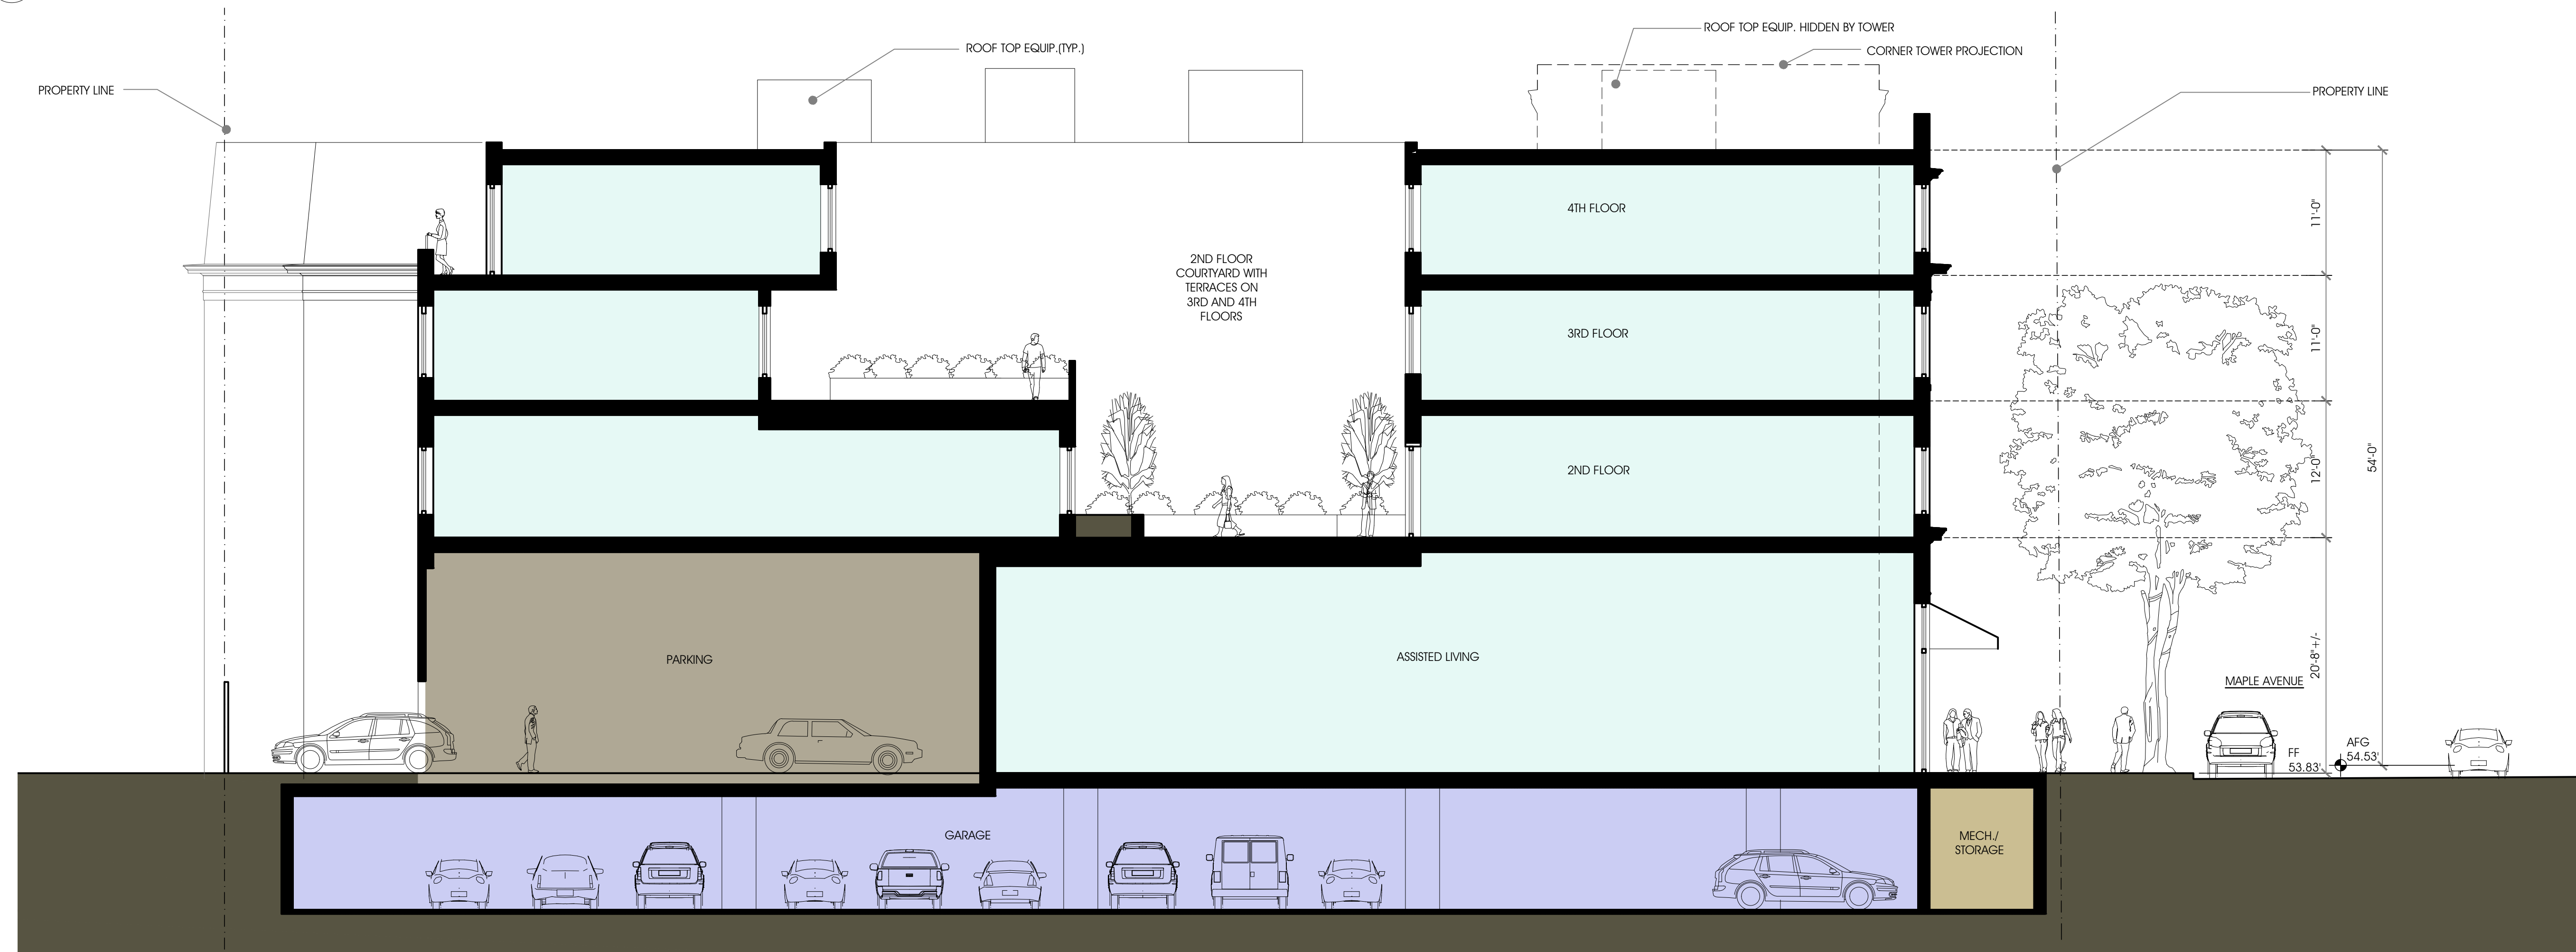 ROOF TOP EQUIP. HIDDEN BY TOWER
ROOF TOP EQUIP.(TYP.)
CORNER TOWER PROJECTION
PROPERTY LINE
PROPERTY LINE
4TH FLOOR
11'-0"
2ND FLOOR
COURTYARD WITH
TERRACES ON
3RD AND 4TH
FLOORS
3RD FLOOR
11'-0"
2ND FLOOR
12'-0"
54'-0"
PARKING
ASSISTED LIVING
20'-8"+/-
MAPLE AVENUE
FF
53.83'
AFG
54.53'
GARAGE
MECH./
STORAGE